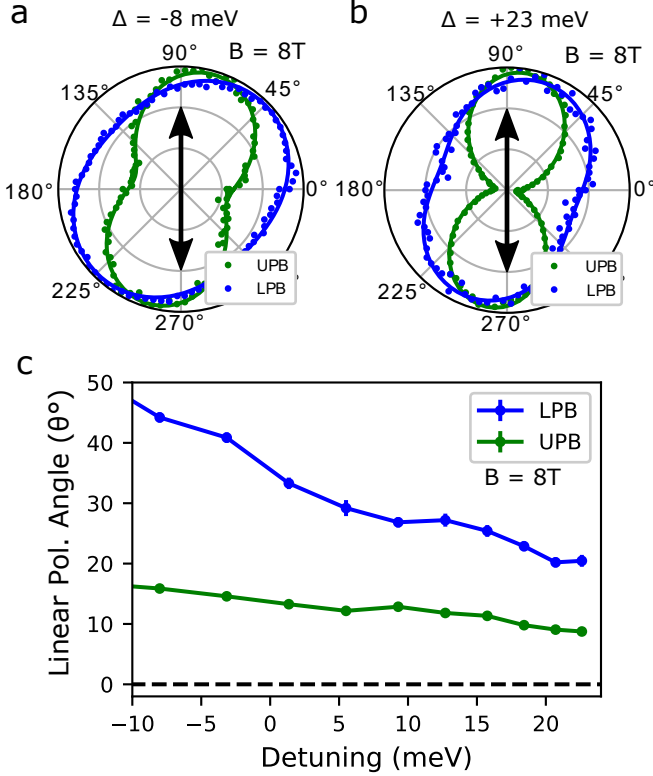 a
Δ = -8 meV
B = 8T
90°
135°
45°
180°
0°
225°
270°
UPB
LPB
b
Δ = +23 meV
B = 8T
90°
135°
45°
180°
0°
225°
270°
UPB
LPB
c
50
40
30
20
10
0
Linear Pol. Angle (θ°)
LPB
UPB
B = 8T
-10
-5
0
5
10
15
20
Detuning (meV)